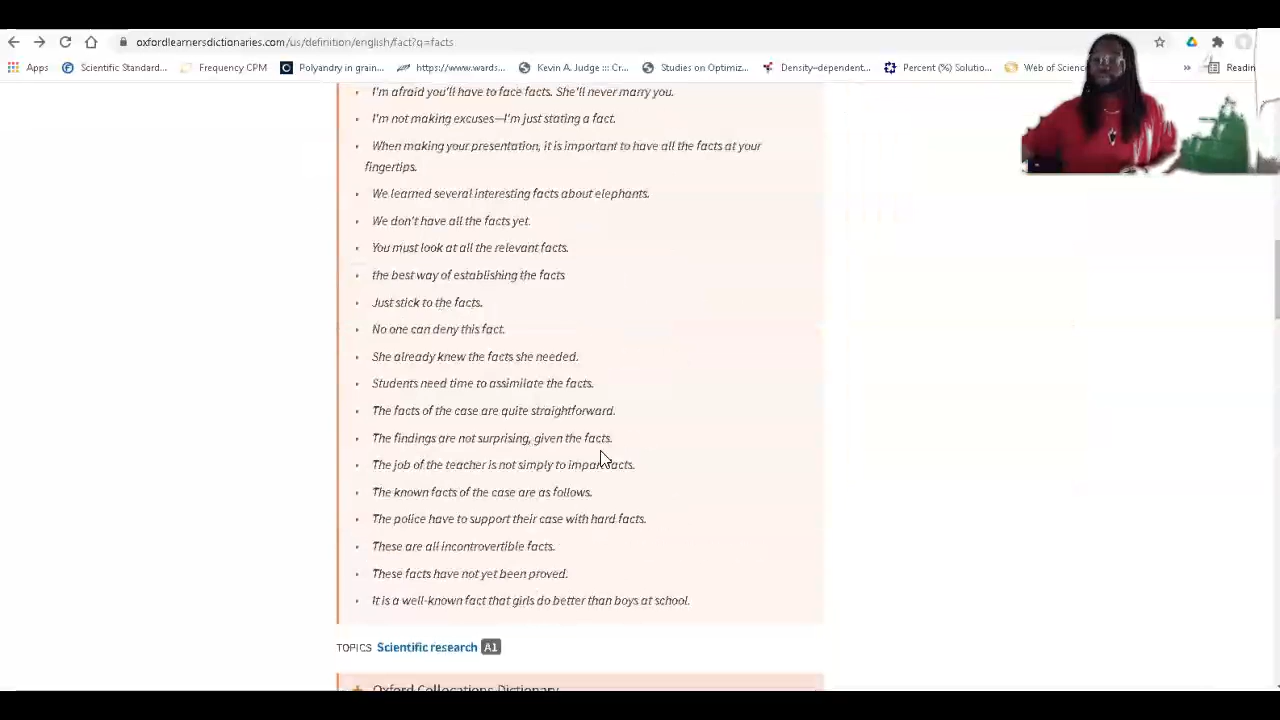 oxfordlearnersdictionaries.com/us/definition/english/fact?q=facts
Apps Scientific Standard... Frequency CPM Polyandry in grain... https://www.wards... Kevin A. Judge ::: Cr... Studies on Optimiz... Density–dependent... Percent (%) Solutio... Web of Scienc » Readin
I'm afraid you'll have to face facts. She'll never marry you.
I'm not making excuses—I'm just stating a fact.
When making your presentation, it is important to have all the facts at your
fingertips.
We learned several interesting facts about elephants.
We don't have all the facts yet.
You must look at all the relevant facts.
the best way of establishing the facts
Just stick to the facts.
No one can deny this fact.
She already knew the facts she needed.
Students need time to assimilate the facts.
The facts of the case are quite straightforward.
The findings are not surprising, given the facts.
The job of the teacher is not simply to impart facts.
The known facts of the case are as follows.
The police have to support their case with hard facts.
These are all incontrovertible facts.
These facts have not yet been proved.
It is a well-known fact that girls do better than boys at school.
TOPICS Scientific research A1
Oxford Collocations Dictionary